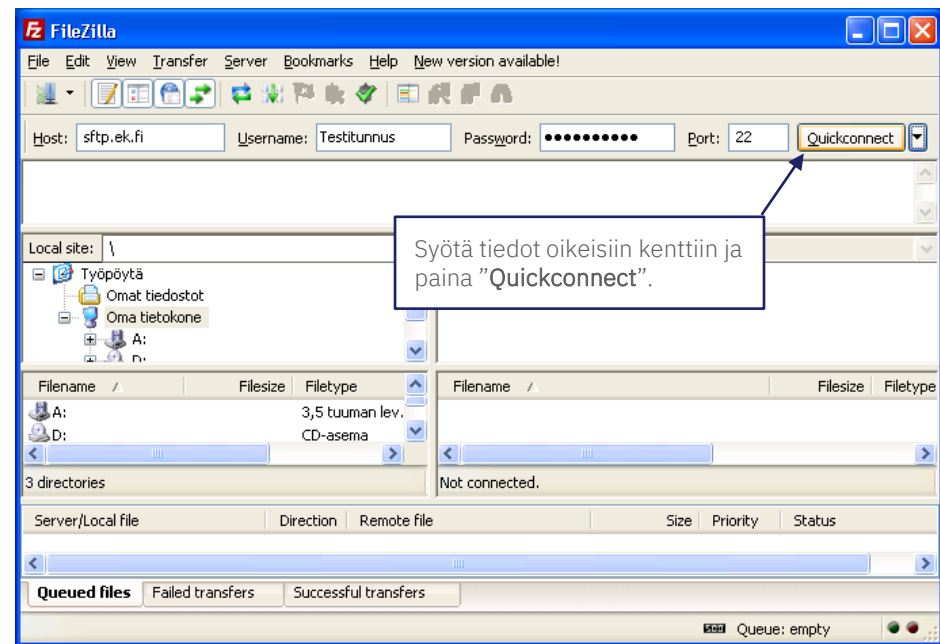 FileZilla
File Edit View Transfer Server Bookmarks Help New version available!
Host: sftp.ek.fi Username: Testitunnus Password: ●●●●●●●●●● Port: 22 Quickconnect
Syötä tiedot oikeisiin kenttiin ja
paina ”Quickconnect”.
Local site: \
Työpöytä
Omat tiedostot
Oma tietokone
A:
D:
Filename Filesize Filetype
A: 3,5 tuuman lev.
D: CD-asema
3 directories
Filename Filesize Filetype
Not connected.
Server/Local file Direction Remote file Size Priority Status
Queued files Failed transfers Successful transfers
Queue: empty